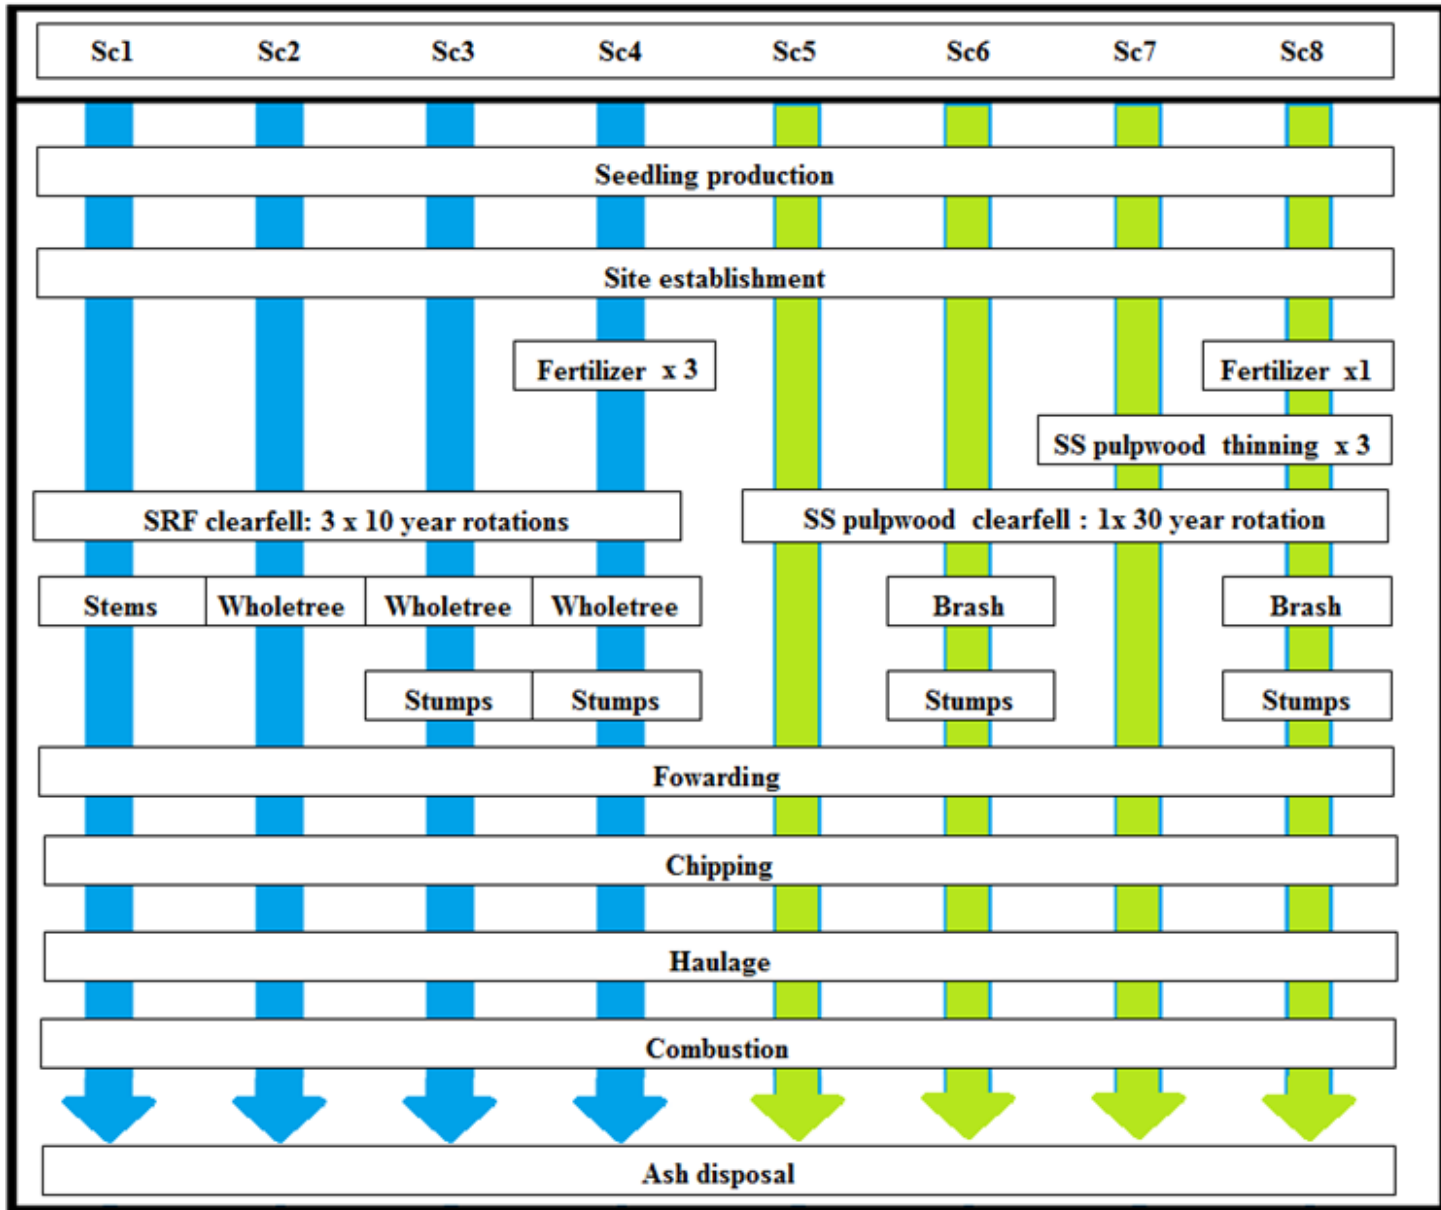 Sc1 Sc2 Sc3 Sc4 Sc5 Sc6 Sc7 Sc8
Seedling production
Site establishment
Fertilizer x 3 Fertilizer x1
SS pulpwood thinning x 3
SRF clearfell: 3 x 10 year rotations SS pulpwood clearfell : 1x 30 year rotation
Stems Wholetree Wholetree Wholetree Brash Brash
Stumps Stumps Stumps Stumps
Fowarding
Chipping
Haulage
Combustion
Ash disposal